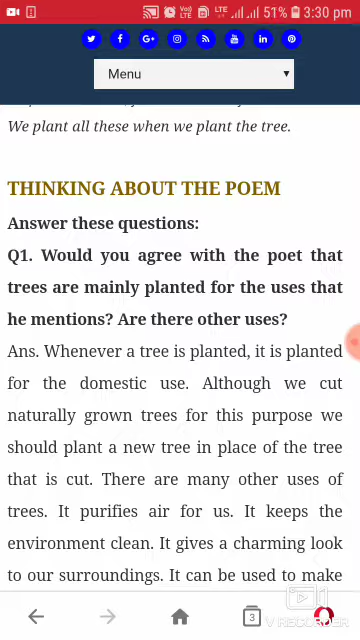 Voo) LTE LTE 51% 3:30 pm
Menu
We plant all these when we plant the tree.
THINKING ABOUT THE POEM
Answer these questions:
Q1. Would you agree with the poet that
trees are mainly planted for the uses that
he mentions? Are there other uses?
Ans. Whenever a tree is planted, it is planted
for the domestic use. Although we cut
naturally grown trees for this purpose we
should plant a new tree in place of the tree
that is cut. There are many other uses of
trees. It purifies air for us. It keeps the
environment clean. It gives a charming look
to our surroundings. It can be used to make
3
V RECORDER